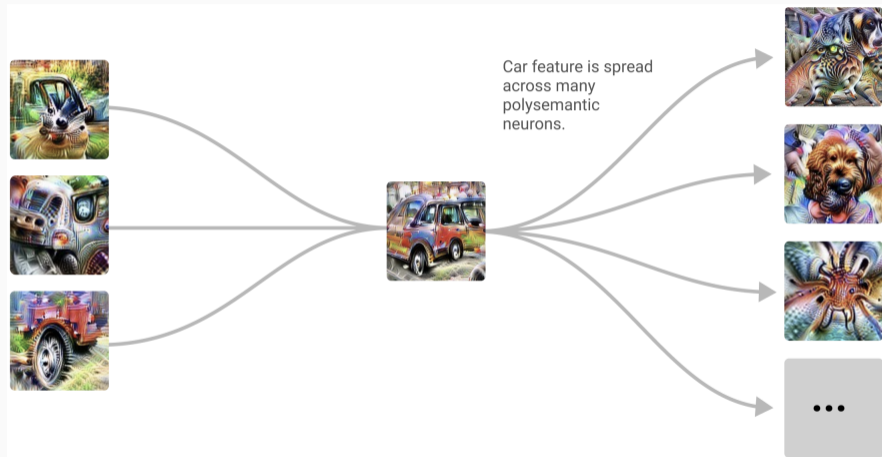 Car feature is spread
across many
polysemantic
neurons.